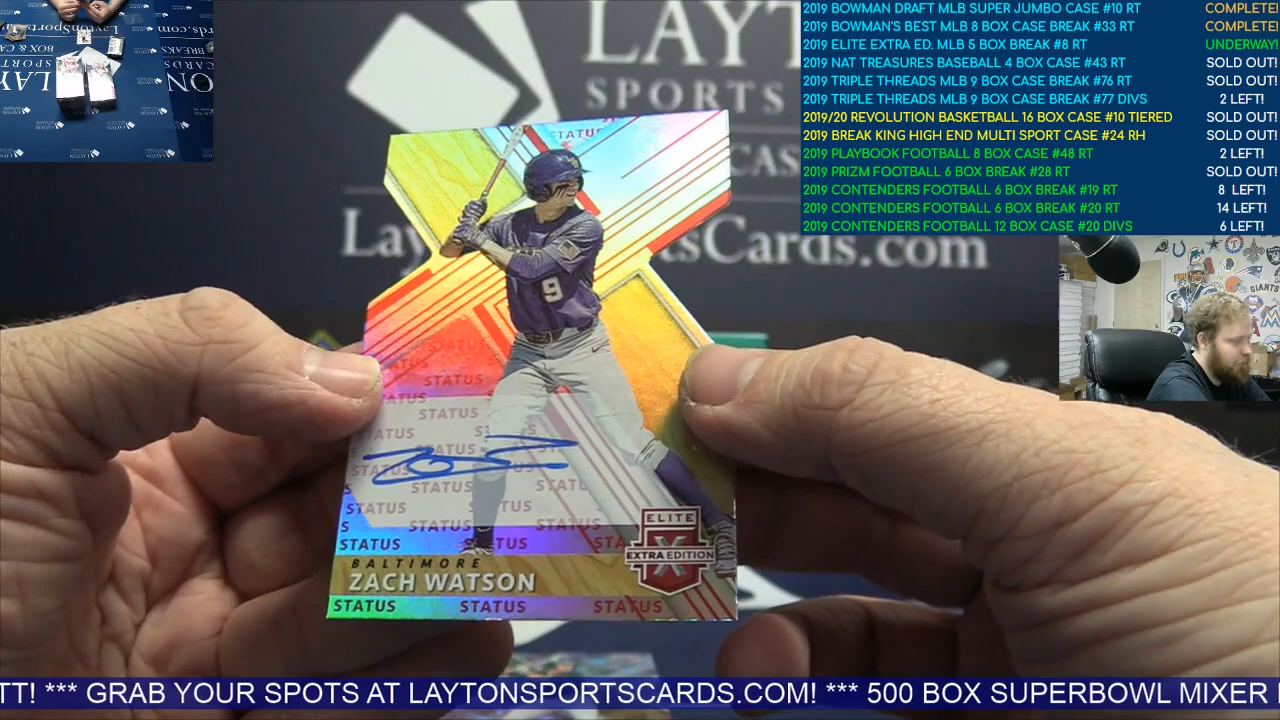 2019 BOWMAN DRAFT MLB SUPER JUMBO CASE #10 RT COMPLETE!
2019 BOWMAN'S BEST MLB 8 BOX CASE BREAK #33 RT COMPLETE!
2019 ELITE EXTRA ED. MLB 5 BOX BREAK #8 RT UNDERWAY!
2019 NAT TREASURES BASEBALL 4 BOX CASE #43 RT SOLD OUT!
2019 TRIPLE THREADS MLB 9 BOX CASE BREAK #76 RT SOLD OUT!
2019 TRIPLE THREADS MLB 9 BOX CASE BREAK #77 DIVS 2 LEFT!
2019/20 REVOLUTION BASKETBALL 16 BOX CASE #10 TIERED SOLD OUT!
2019 BREAK KING HIGH END MULTI SPORT CASE #24 RH SOLD OUT!
2019 PLAYBOOK FOOTBALL 8 BOX CASE #48 RT 2 LEFT!
2019 PRIZM FOOTBALL 6 BOX BREAK #28 RT SOLD OUT!
2019 CONTENDERS FOOTBALL 6 BOX BREAK #19 RT 8 LEFT!
2019 CONTENDERS FOOTBALL 6 BOX BREAK #20 RT 14 LEFT!
2019 CONTENDERS FOOTBALL 12 BOX CASE #20 DIVS 6 LEFT!
LAYT
SPORTS
CAS
Lay sCards.com
GIANTS
STATUS
9
STATUS
STATUS
STATUS
STATUS
STATUS STATUS
STATUS STATUS
STATUS TUS STA
ELITE
EXTRA EDITION
BALTIMORE
ZACH WATSON
STATUS STATUS STATUS
TT! *** GRAB YOUR SPOTS AT LAYTONSPORTSCARDS.COM! *** 500 BOX SUPERBOWL MIXER